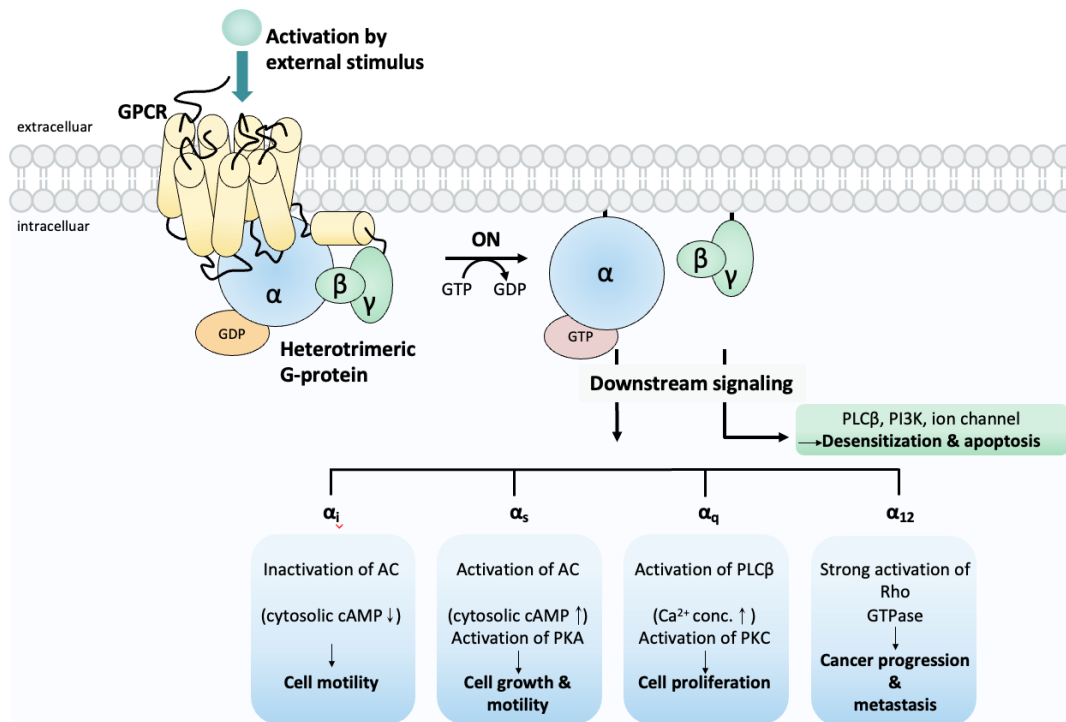 Activation by
external stimulus
GPCR
extracelluar
intracelluar
α
β
γ
GDP
Heterotrimeric
G-protein
ON
GTP GDP
α
β
γ
GTP
Downstream signaling
PLCβ, PI3K, ion channel
→Desensitization & apoptosis
αi
αs
αq
α12
Inactivation of AC
(cytosolic cAMP ↓)
↓
Cell motility
Activation of AC
(cytosolic cAMP ↑)
Activation of PKA
↓
Cell growth &
motility
Activation of PLCβ
(Ca²⁺ conc. ↑)
Activation of PKC
↓
Cell proliferation
Strong activation of
Rho
GTPase
↓
Cancer progression
&
metastasis